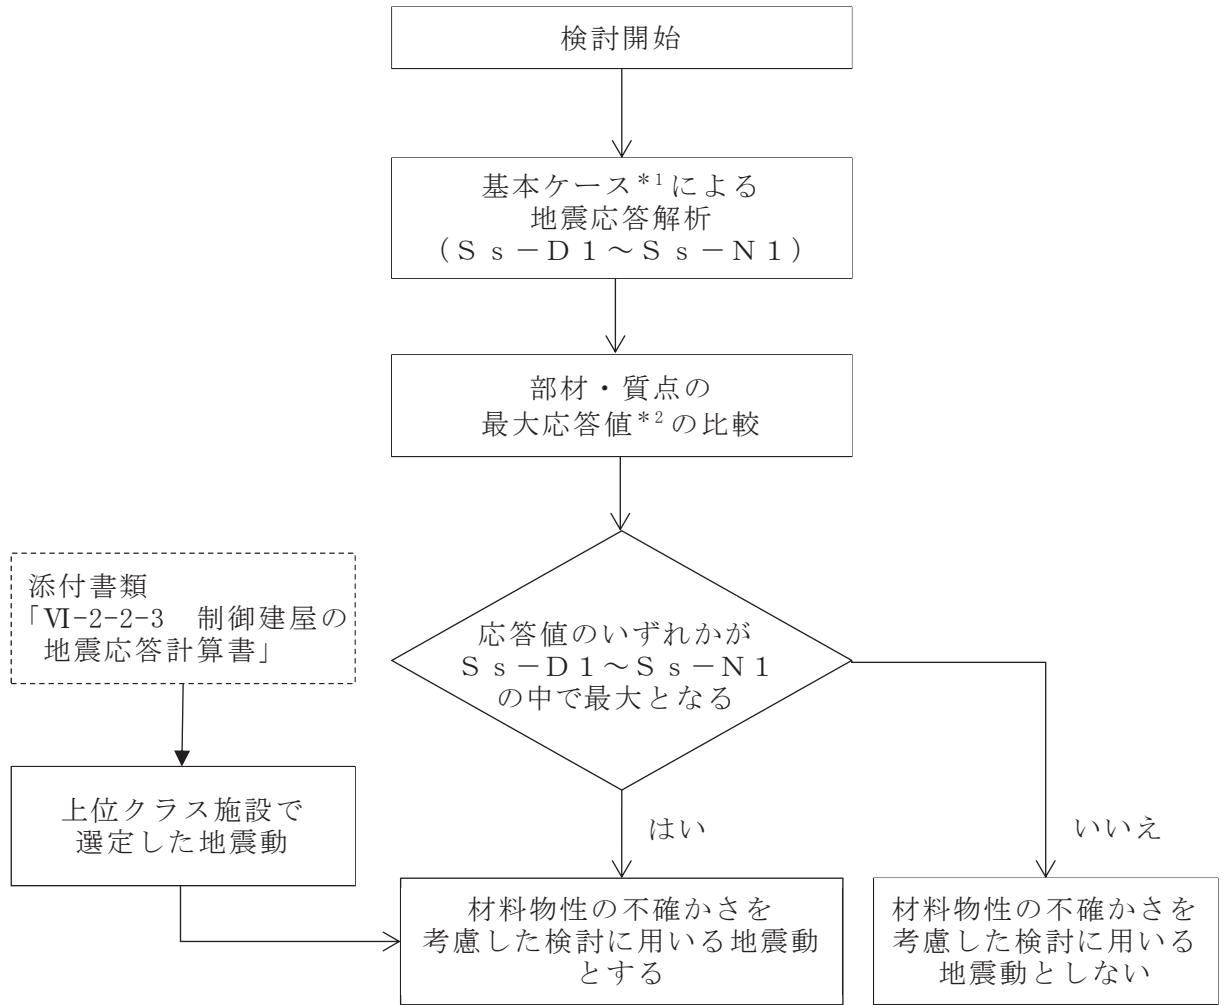 検討開始
基本ケース*1による
地震応答解析
(Ss-D1~Ss-N1)
部材・質点の
最大応答値*2の比較
添付書類
「Ⅵ-2-2-3 制御建屋の
地震応答計算書」
応答値のいずれかが
Ss-D1~Ss-N1
の中で最大となる
上位クラス施設で
選定した地震動
はい
いいえ
材料物性の不確かさを
考慮した検討に用いる地震動
とする
材料物性の不確かさを
考慮した検討に用いる
地震動としない